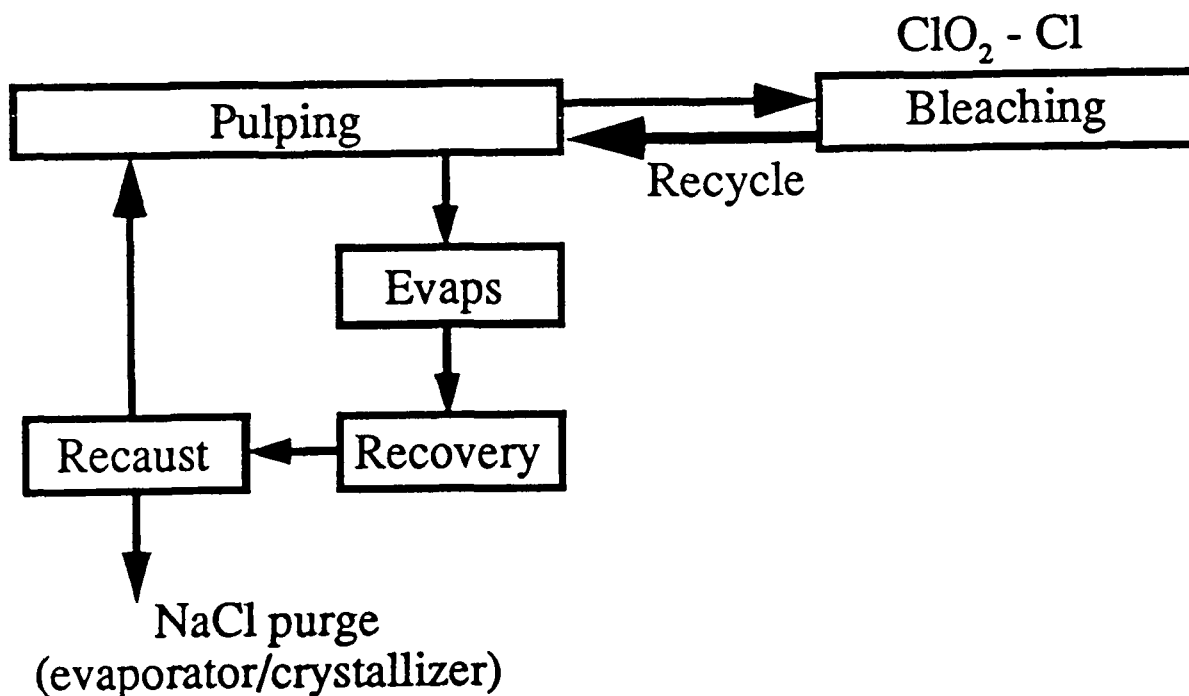 ClO₂ - Cl
Pulping
Bleaching
Recycle
Evaps
Recaust
Recovery
NaCl purge
(evaporator/crystallizer)